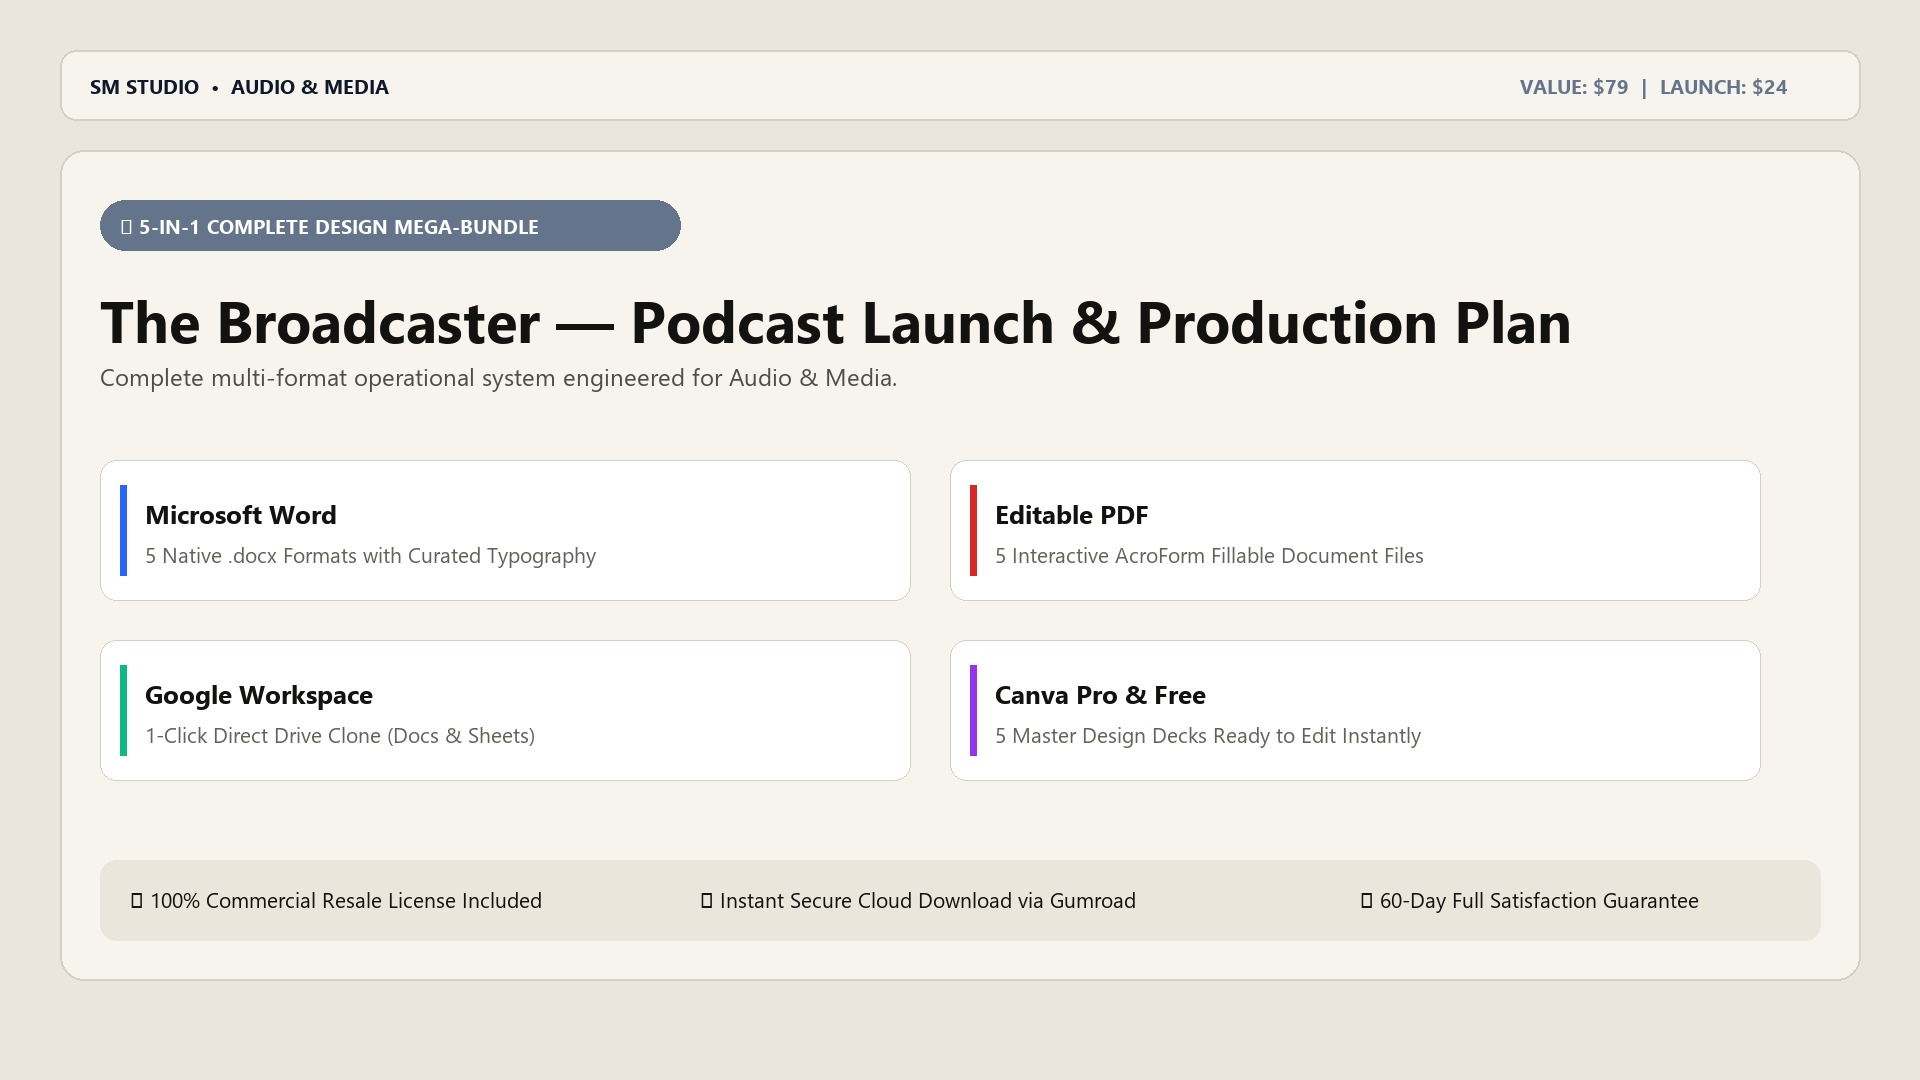 SM STUDIO • AUDIO & MEDIA
VALUE: $79 | LAUNCH: $24
5-IN-1 COMPLETE DESIGN MEGA-BUNDLE
The Broadcaster — Podcast Launch & Production Plan
Complete multi-format operational system engineered for Audio & Media.
Microsoft Word
5 Native .docx Formats with Curated Typography
Editable PDF
5 Interactive AcroForm Fillable Document Files
Google Workspace
1-Click Direct Drive Clone (Docs & Sheets)
Canva Pro & Free
5 Master Design Decks Ready to Edit Instantly
100% Commercial Resale License Included
Instant Secure Cloud Download via Gumroad
60-Day Full Satisfaction Guarantee